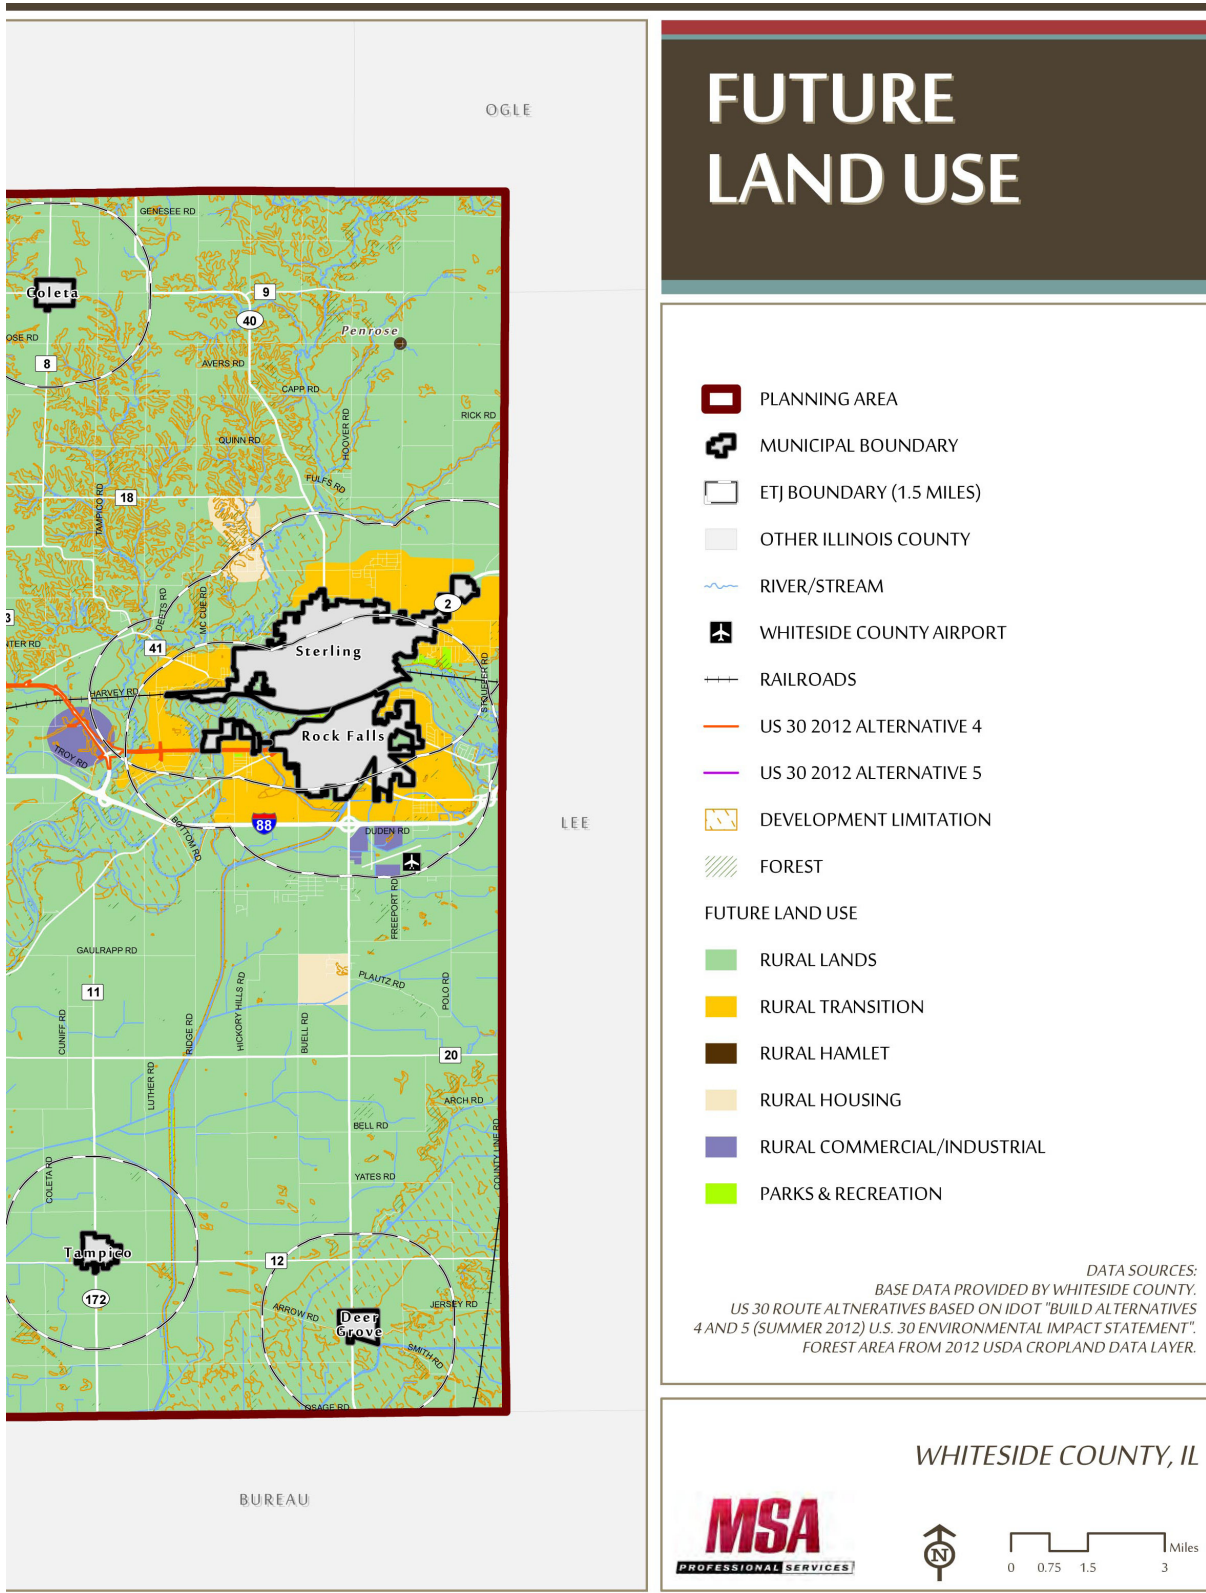 OGLE
FUTURE
LAND USE
GENESEE RD
Coleta
9
40
Penrose
OSE RD
8
AVERS RD
CAPP RD
RICK RD
HOOVER RD
QUINN RD
FULFS RD
18
TAMPICO RD
DEETS RD
MC CUE RD
2
3
NTER RD
41
Sterling
STOUFFER RD
HARVEY RD
Rock Falls
TROY RD
88
BOTTOM RD
DUDEN RD
LEE
FREEPORT RD
GAULRAPP RD
PLAUTZ RD
POLO RD
11
HICKORY HILLS RD
CUNIFF RD
RIDGE RD
BUELL RD
20
LUTHER RD
ARCH RD
BELL RD
COUNTY LINE RD
COLETA RD
YATES RD
Tampico
12
172
ARROW RD
JERSEY RD
Deer
Grove
SMITH RD
OSAGE RD
BUREAU
PLANNING AREA
MUNICIPAL BOUNDARY
ETJ BOUNDARY (1.5 MILES)
OTHER ILLINOIS COUNTY
RIVER/STREAM
WHITESIDE COUNTY AIRPORT
RAILROADS
US 30 2012 ALTERNATIVE 4
US 30 2012 ALTERNATIVE 5
DEVELOPMENT LIMITATION
FOREST
FUTURE LAND USE
RURAL LANDS
RURAL TRANSITION
RURAL HAMLET
RURAL HOUSING
RURAL COMMERCIAL/INDUSTRIAL
PARKS & RECREATION
DATA SOURCES:
BASE DATA PROVIDED BY WHITESIDE COUNTY.
US 30 ROUTE ALTNERATIVES BASED ON IDOT "BUILD ALTERNATIVES
4 AND 5 (SUMMER 2012) U.S. 30 ENVIRONMENTAL IMPACT STATEMENT".
FOREST AREA FROM 2012 USDA CROPLAND DATA LAYER.
WHITESIDE COUNTY, IL
MSA
PROFESSIONAL SERVICES
N
Miles
0 0.75 1.5 3